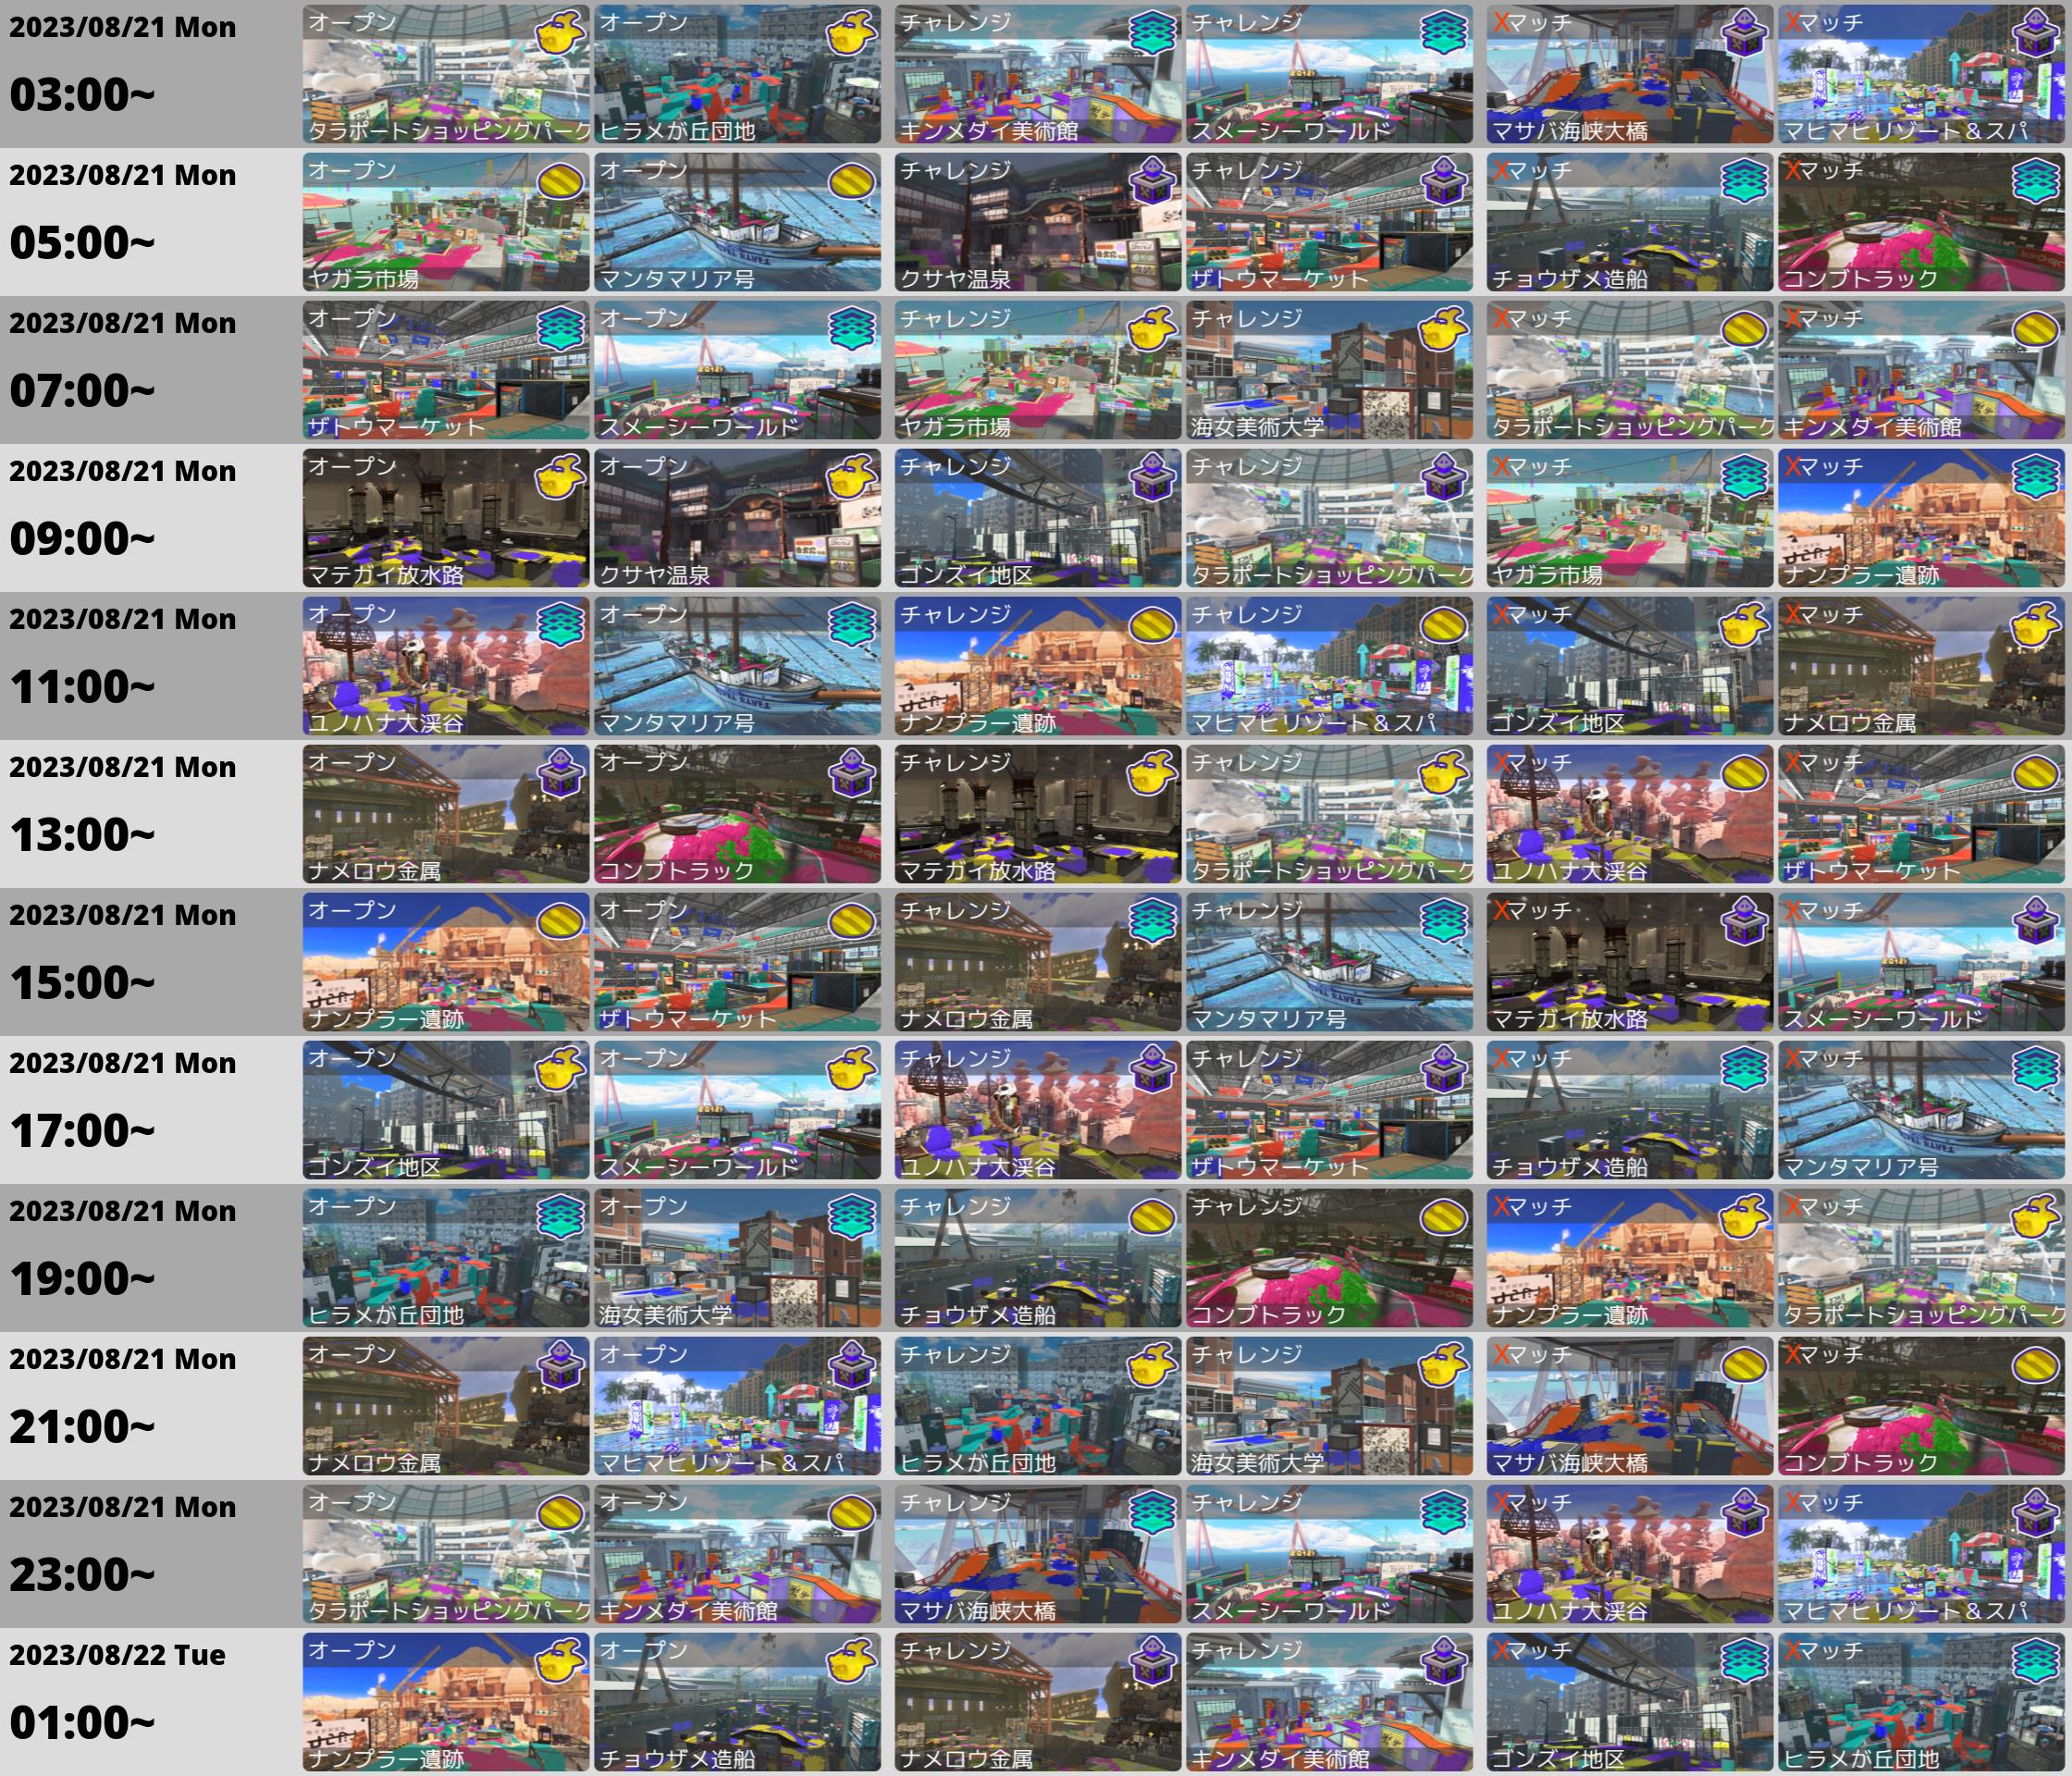 2023/08/21 Mon
03:00~
オープン
タラポートショッピングパーク
オープン
ヒラメが丘団地
チャレンジ
キンメダイ美術館
チャレンジ
スメーシーワールド
Xマッチ
マサバ海峡大橋
Xマッチ
マヒマヒリゾート&スパ
2023/08/21 Mon
05:00~
オープン
ヤガラ市場
オープン
マンタマリア号
チャレンジ
クサヤ温泉
チャレンジ
ザトウマーケット
Xマッチ
チョウザメ造船
Xマッチ
コンブトラック
2023/08/21 Mon
07:00~
オープン
ザトウマーケット
オープン
スメーシーワールド
チャレンジ
ヤガラ市場
チャレンジ
海女美術大学
Xマッチ
タラポートショッピングパーク
Xマッチ
キンメダイ美術館
2023/08/21 Mon
09:00~
オープン
マテガイ放水路
オープン
クサヤ温泉
チャレンジ
ゴンズイ地区
チャレンジ
タラポートショッピングパーク
Xマッチ
ヤガラ市場
Xマッチ
ナンプラー遺跡
2023/08/21 Mon
11:00~
オープン
ユノハナ大渓谷
オープン
マンタマリア号
チャレンジ
ナンプラー遺跡
チャレンジ
マヒマヒリゾート&スパ
Xマッチ
ゴンズイ地区
Xマッチ
ナメロウ金属
2023/08/21 Mon
13:00~
オープン
ナメロウ金属
オープン
コンブトラック
チャレンジ
マテガイ放水路
チャレンジ
タラポートショッピングパーク
Xマッチ
ユノハナ大渓谷
Xマッチ
ザトウマーケット
2023/08/21 Mon
15:00~
オープン
ナンプラー遺跡
オープン
ザトウマーケット
チャレンジ
ナメロウ金属
チャレンジ
マンタマリア号
Xマッチ
マテガイ放水路
Xマッチ
スメーシーワールド
2023/08/21 Mon
17:00~
オープン
ゴンズイ地区
オープン
スメーシーワールド
チャレンジ
ユノハナ大渓谷
チャレンジ
ザトウマーケット
Xマッチ
チョウザメ造船
Xマッチ
マンタマリア号
2023/08/21 Mon
19:00~
オープン
ヒラメが丘団地
オープン
海女美術大学
チャレンジ
チョウザメ造船
チャレンジ
コンブトラック
Xマッチ
ナンプラー遺跡
Xマッチ
タラポートショッピングパーク
2023/08/21 Mon
21:00~
オープン
ナメロウ金属
オープン
マヒマヒリゾート&スパ
チャレンジ
ヒラメが丘団地
チャレンジ
海女美術大学
Xマッチ
マサバ海峡大橋
Xマッチ
コンブトラック
2023/08/21 Mon
23:00~
オープン
タラポートショッピングパーク
オープン
キンメダイ美術館
チャレンジ
マサバ海峡大橋
チャレンジ
スメーシーワールド
Xマッチ
ユノハナ大渓谷
Xマッチ
マヒマヒリゾート&スパ
2023/08/22 Tue
01:00~
オープン
ナンプラー遺跡
オープン
チョウザメ造船
チャレンジ
ナメロウ金属
チャレンジ
キンメダイ美術館
Xマッチ
ゴンズイ地区
Xマッチ
ヒラメが丘団地